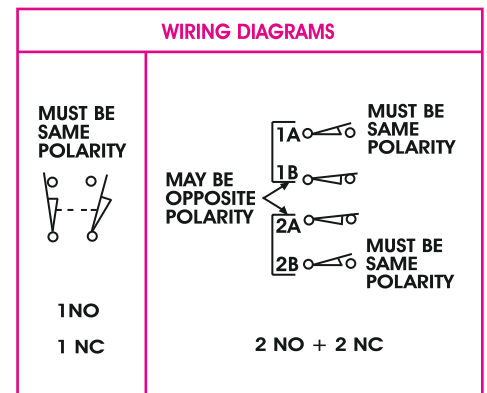 WIRING DIAGRAMS
MUST BE
SAME
POLARITY
1NO
1 NC
MAY BE
OPPOSITE
POLARITY
1A
1B
2A
2B
MUST BE
SAME
POLARITY
MUST BE
SAME
POLARITY
2 NO + 2 NC